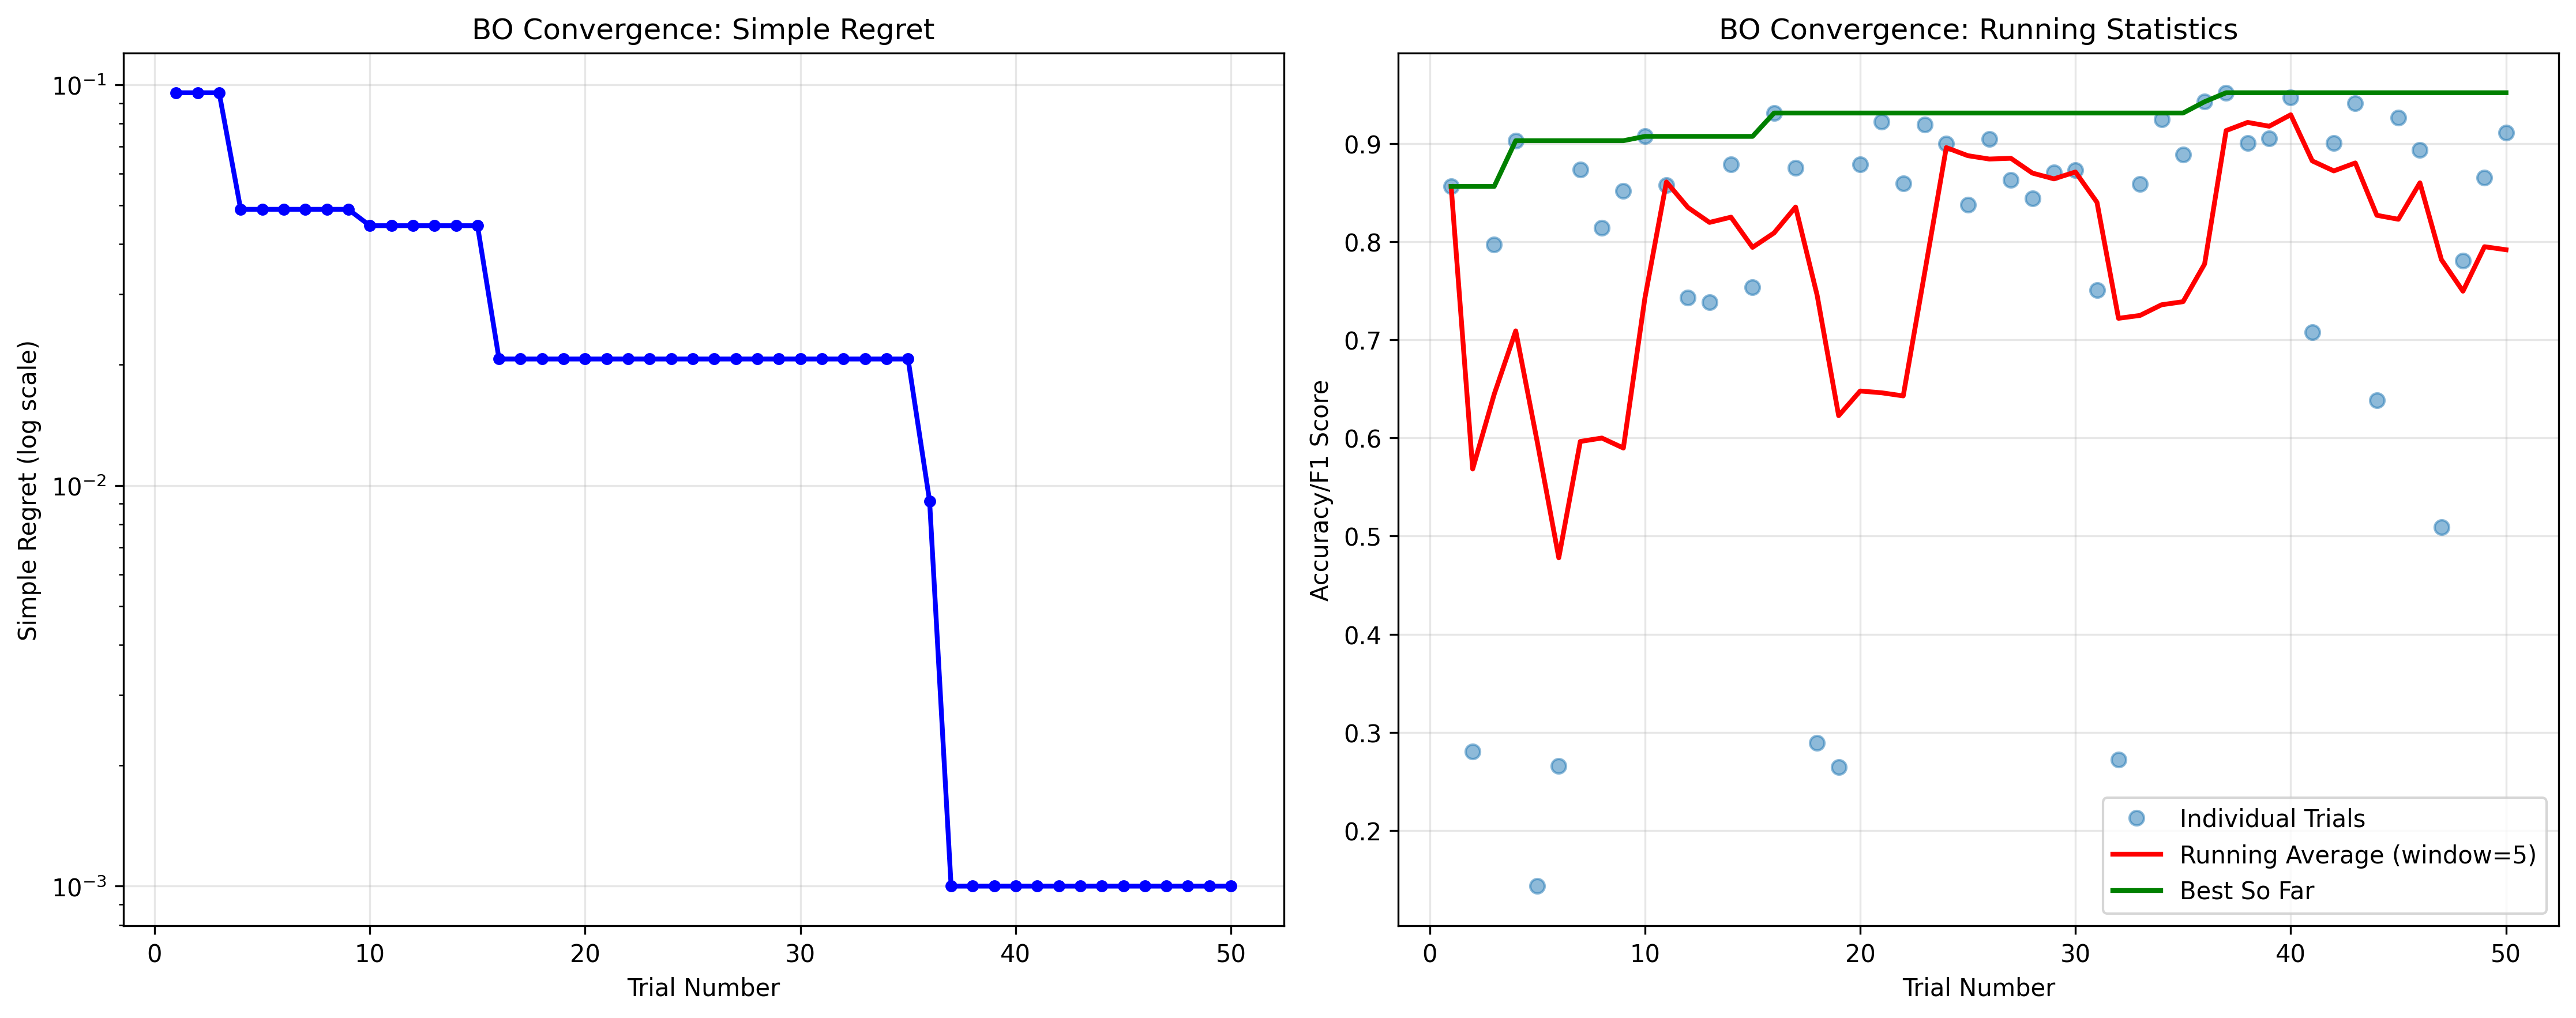 BO Convergence: Simple Regret
Simple Regret (log scale)
10⁻¹
10⁻²
10⁻³
0 10 20 30 40 50
Trial Number
BO Convergence: Running Statistics
Accuracy/F1 Score
0.9
0.8
0.7
0.6
0.5
0.4
0.3
0.2
Individual Trials
Running Average (window=5)
Best So Far
0 10 20 30 40 50
Trial Number